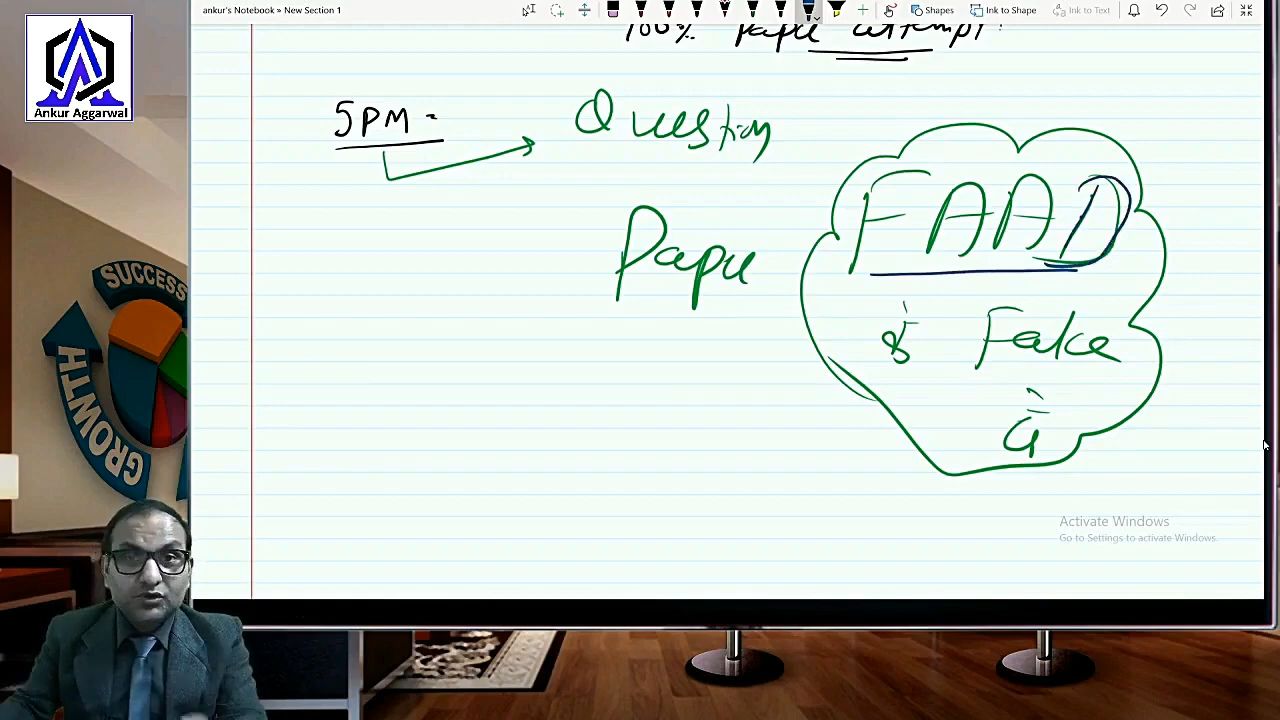 ankur's Notebook » New Section 1
Shapes
Ink to Shape
Ink to Text
Ankur Aggarwal
100% Paper attempt
5PM -
Question
Paper
FAAD
Fake
SUCCESS
GROWTH
Activate Windows
Go to Settings to activate Windows.